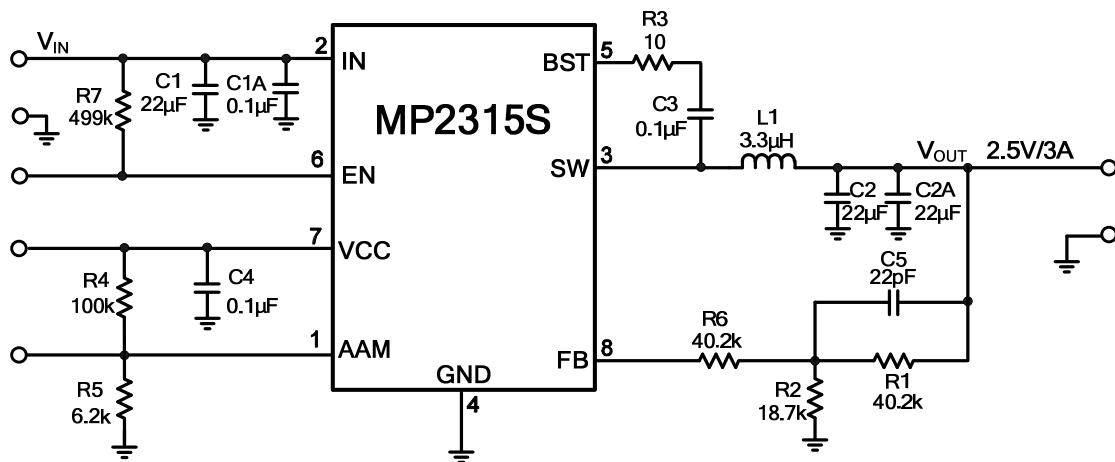 VIN
R7
499k
C1
22µF
C1A
0.1µF
2
IN
6
EN
7
VCC
R4
100k
C4
0.1µF
1
AAM
R5
6.2k
MP2315S
GND
4
BST
5
R3
10
C3
0.1µF
SW
3
L1
3.3µH
VOUT 2.5V/3A
C2
22µF
C2A
22µF
C5
22pF
FB
8
R6
40.2k
R2
18.7k
R1
40.2k